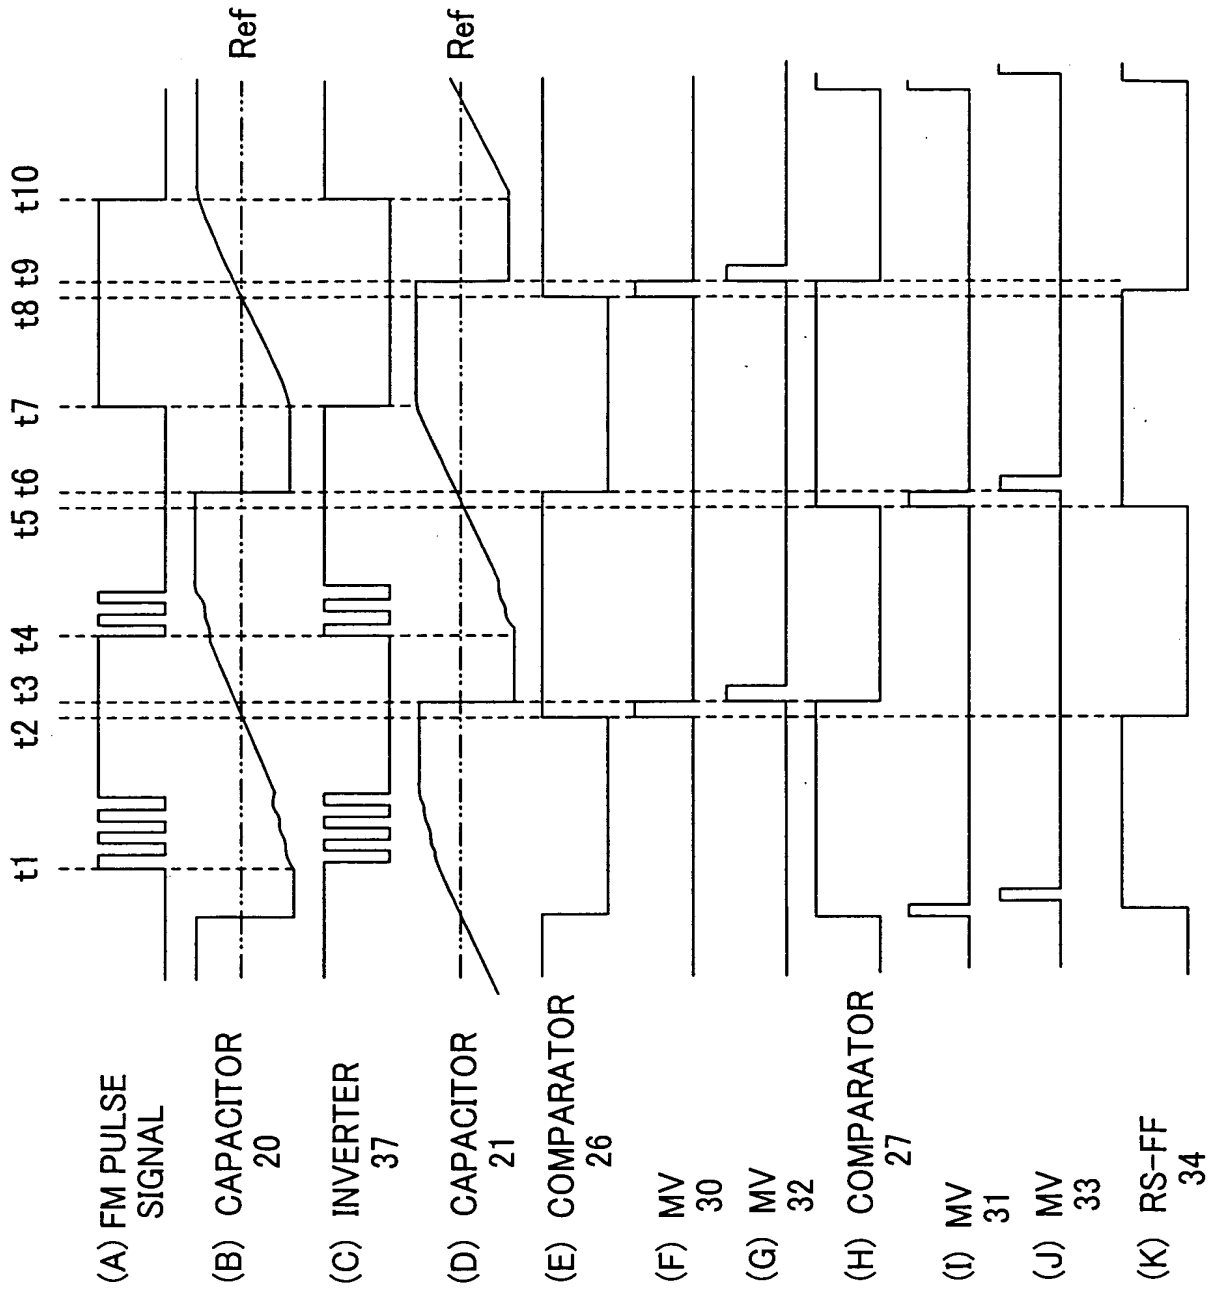 t1 t2 t3 t4 t5 t6 t7 t8 t9 t10
(A) FM PULSE
SIGNAL
(B) CAPACITOR
20
Ref
(C) INVERTER
37
(D) CAPACITOR
21
Ref
(E) COMPARATOR
26
(F) MV
30
(G) MV
32
(H) COMPARATOR
27
(I) MV
31
(J) MV
33
(K) RS-FF
34